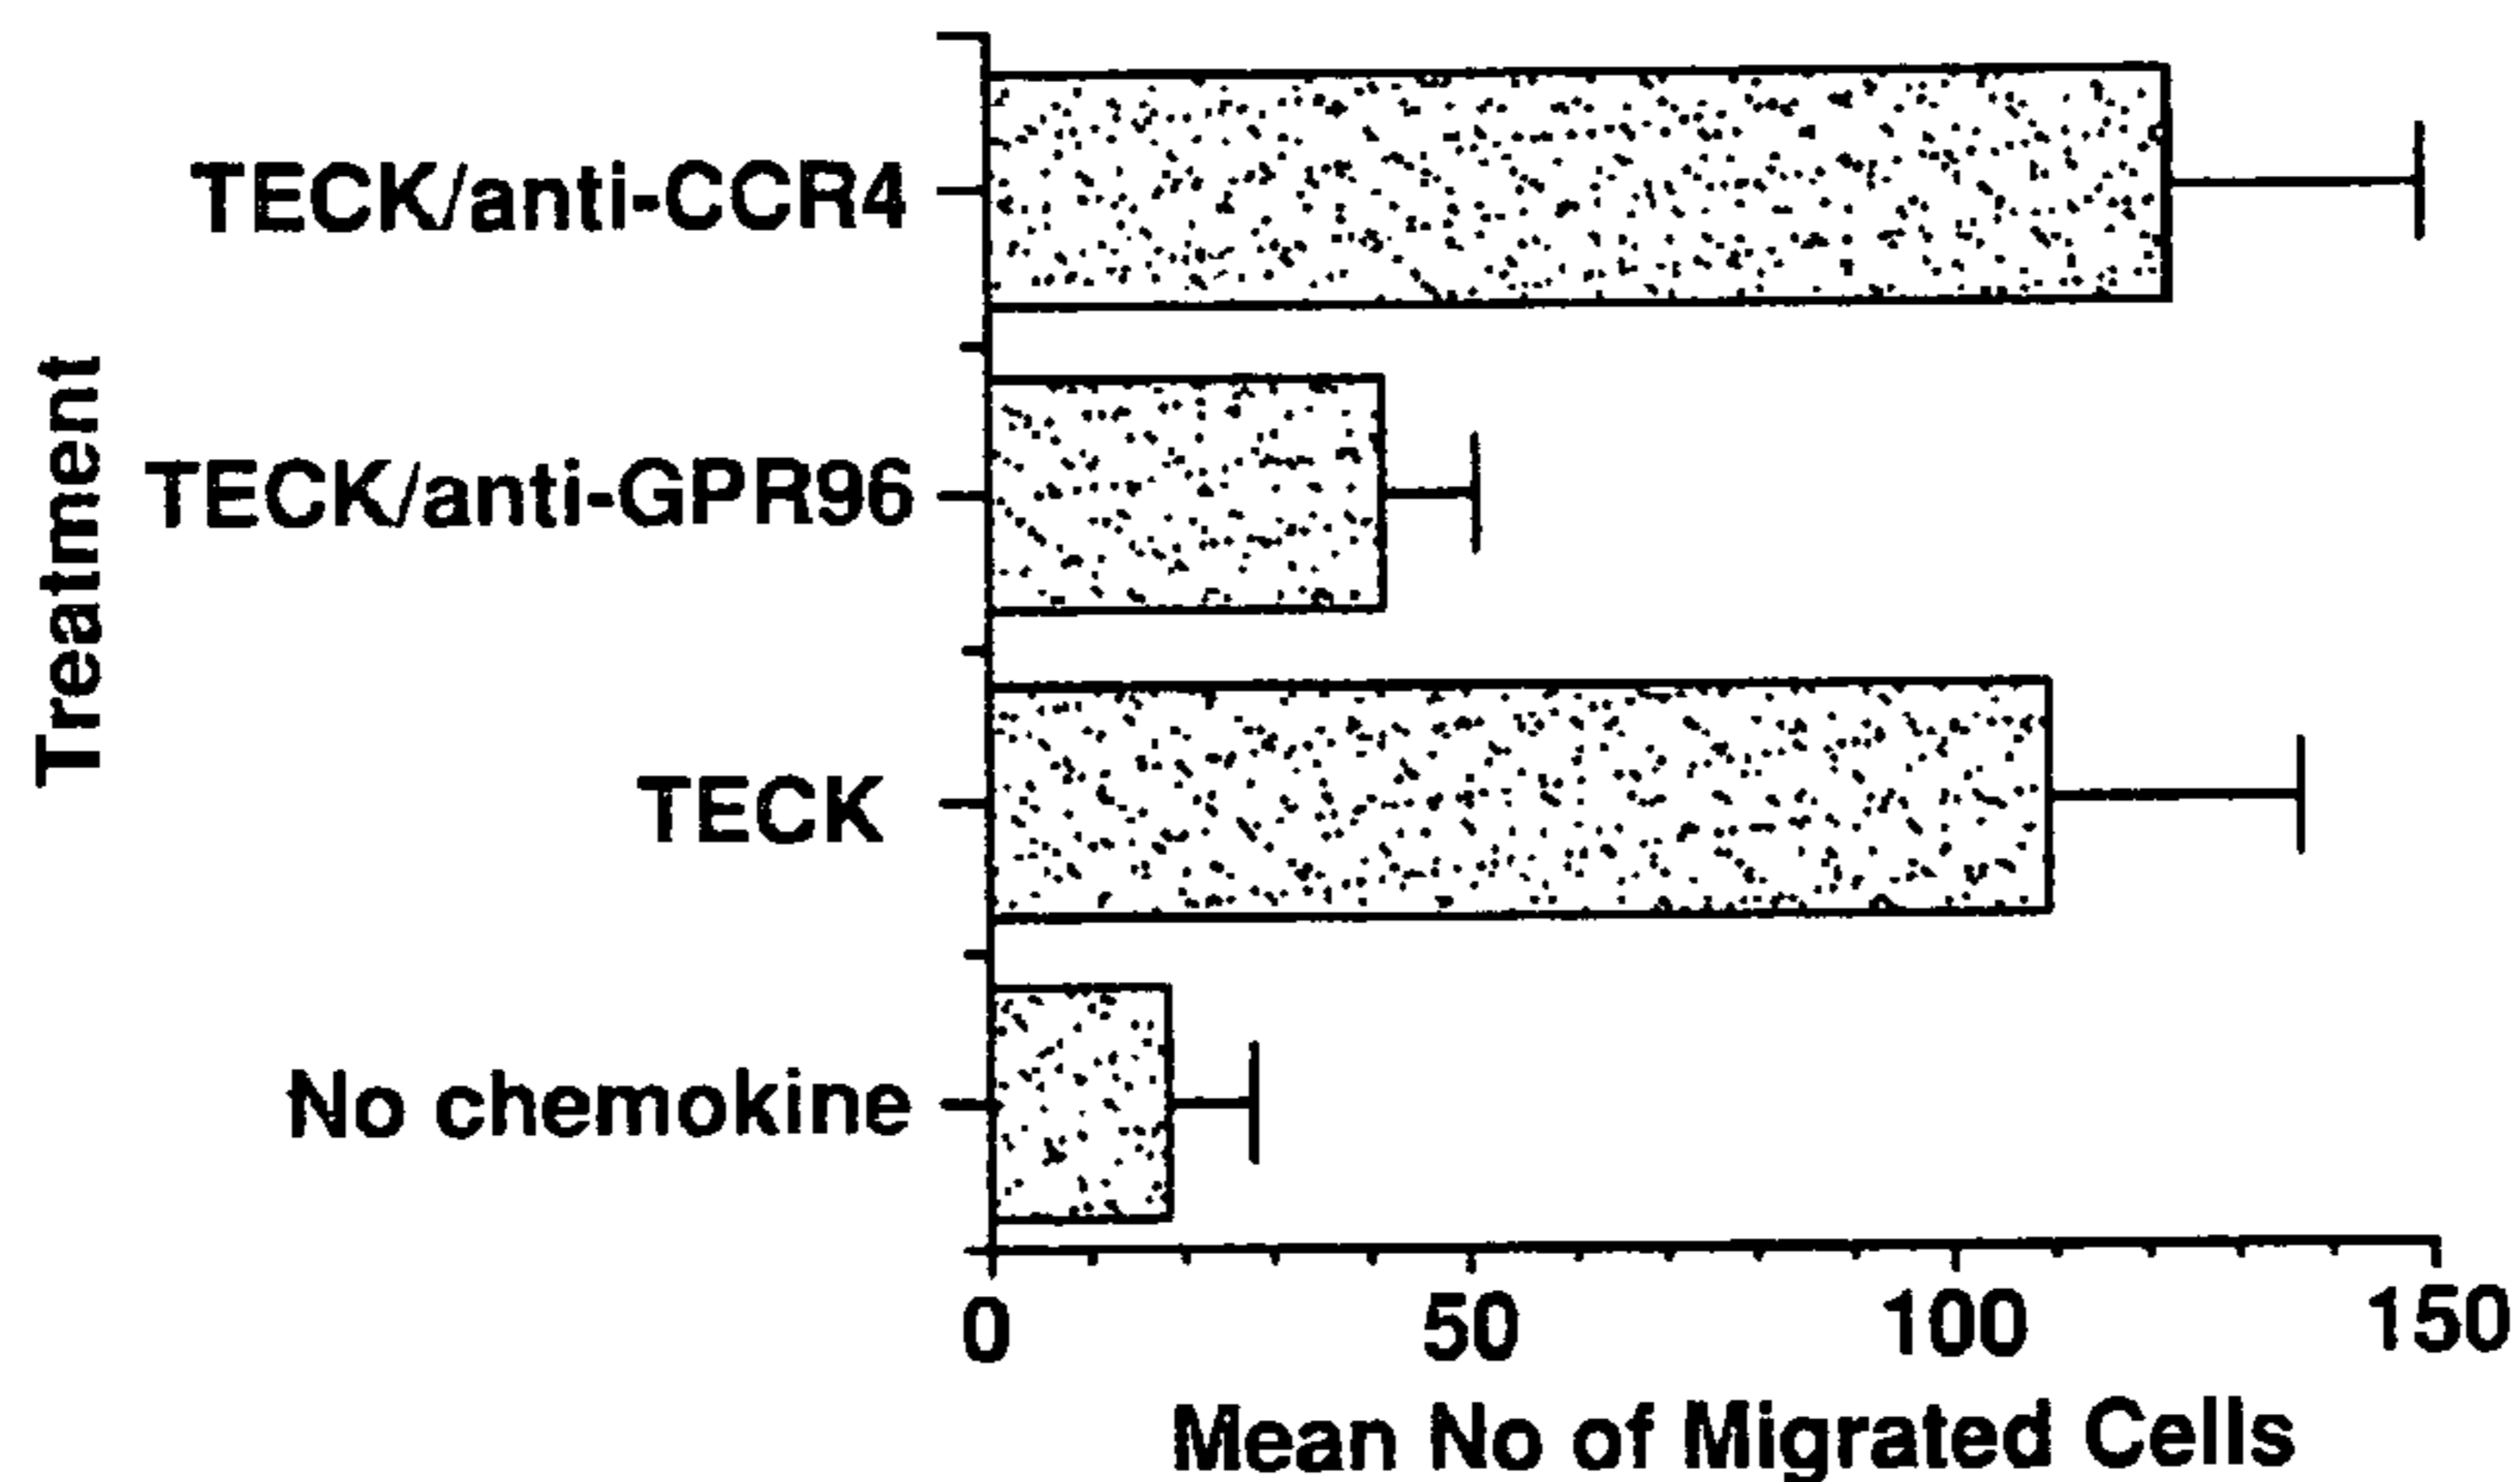 TECK/anti-CCR4
TECK/anti-GPR96
TECK
No chemokine
Treatment
0 50 100 150
Mean No of Migrated Cells